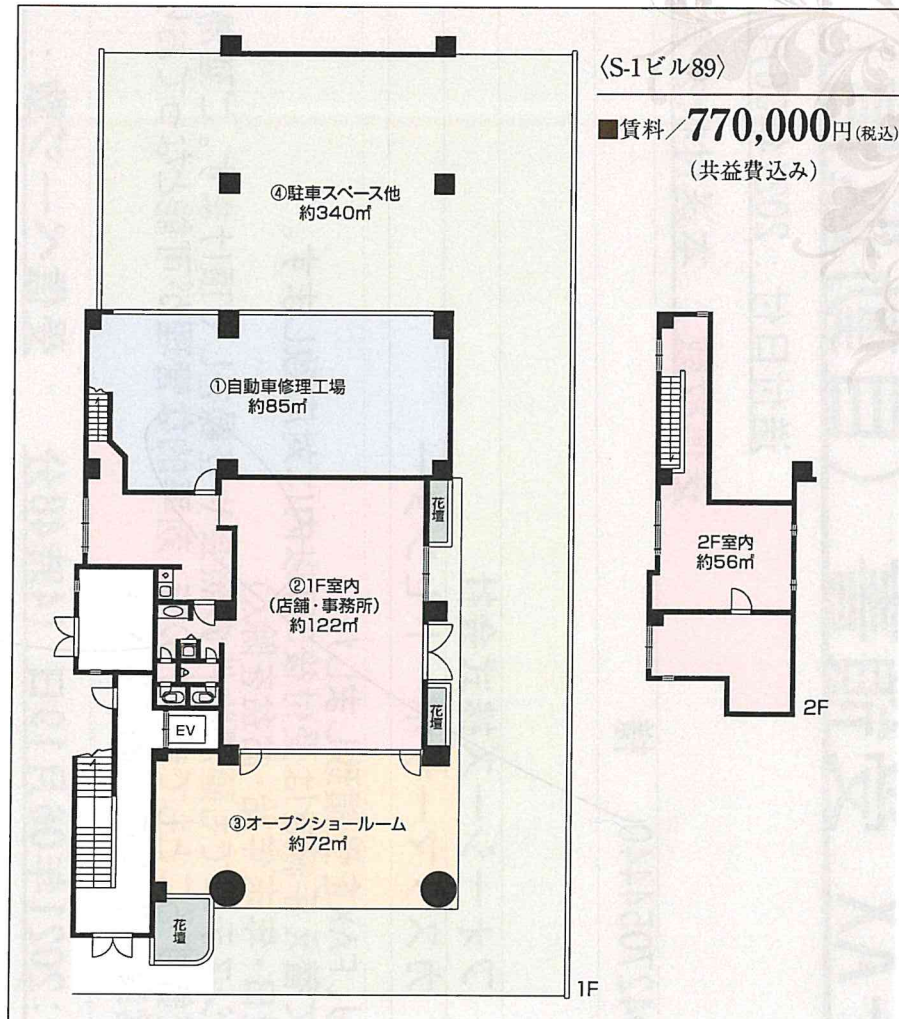 〈S-1ビル89〉
■賃料／770,000円(税込)
(共益費込み)
④駐車スペース他
約340㎡
①自動車修理工場
約85㎡
花壇
②1F室内
(店舗・事務所)
約122㎡
花壇
EV
③オープンショールーム
約72㎡
花壇
1F
2F室内
約56㎡
2F